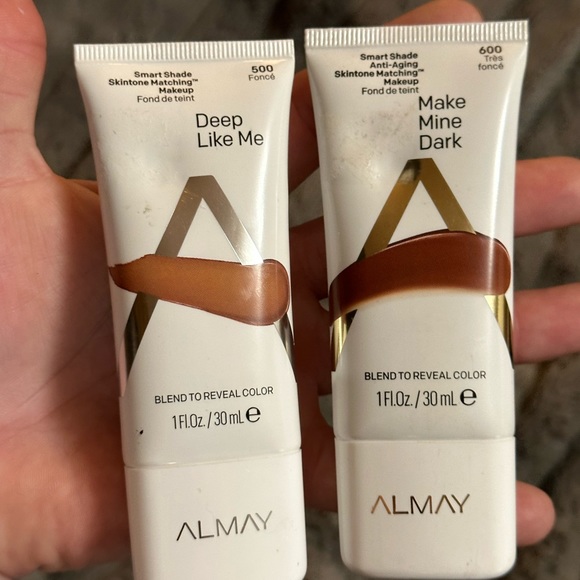 Smart Shade
Skintone Matching™
Makeup
Fond de teint
500
Foncé
Deep
Like Me
BLEND TO REVEAL COLOR
1 Fl.Oz. / 30 mL ℮
ALMAY
Smart Shade
Anti-Aging
Skintone Matching™
Makeup
Fond de teint
600
Très
foncé
Make
Mine
Dark
BLEND TO REVEAL COLOR
1 Fl.Oz. / 30 mL ℮
ALMAY